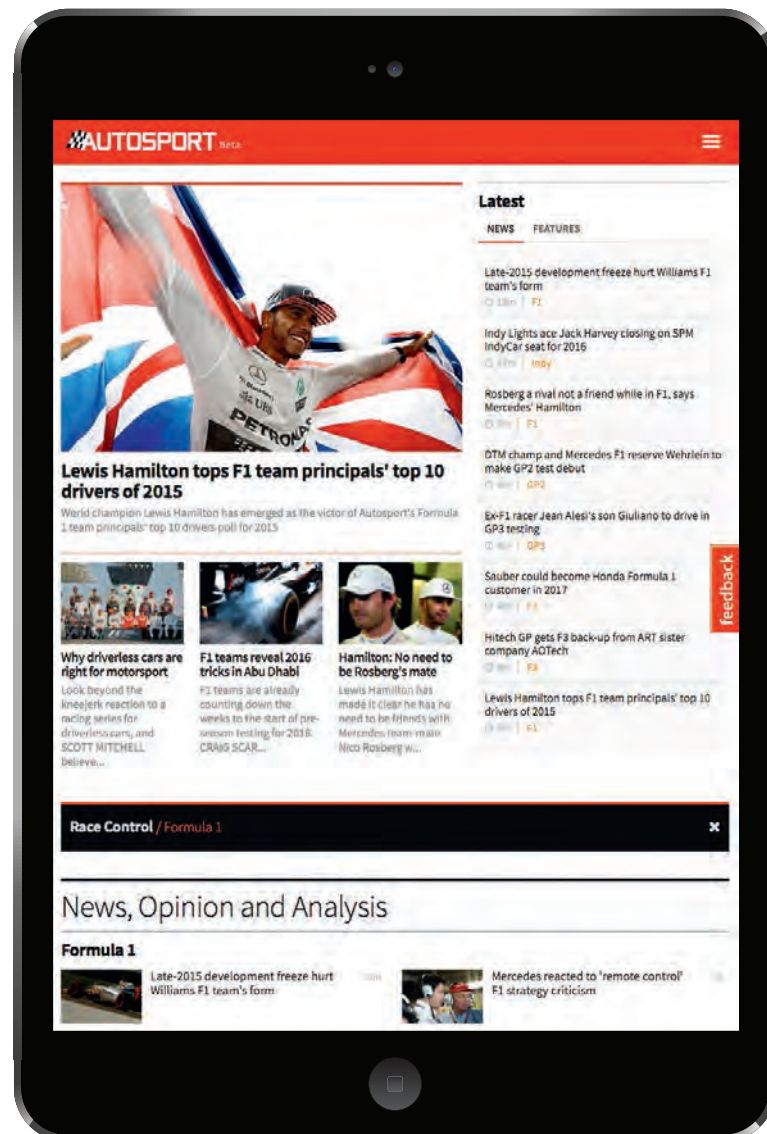 AUTOSPORT Beta
UBS
PETRONAS
Lewis Hamilton tops F1 team principals' top 10
drivers of 2015
World champion Lewis Hamilton has emerged as the victor of Autosport's Formula
1 team principals' top 10 drivers poll for 2015
Why driverless cars are
right for motorsport
Look beyond the
kneejerk reaction to a
racing series for
driverless cars, and
SCOTT MITCHELL
believe...
F1 teams reveal 2016
tricks in Abu Dhabi
F1 teams are already
counting down the
weeks to the start of pre-
season testing for 2016.
CRAIG SCAR...
Hamilton: No need to
be Rosberg's mate
Lewis Hamilton has
made it clear he has no
need to be friends with
Mercedes team-mate
Nico Rosberg w...
Latest
NEWS FEATURES
Late-2015 development freeze hurt Williams F1
team's form
F1
Indy Lights ace Jack Harvey closing on SPM
IndyCar seat for 2016
Indy
Rosberg a rival not a friend while in F1, says
Mercedes' Hamilton
F1
DTM champ and Mercedes F1 reserve Wehrlein to
make GP2 test debut
GP2
Ex-F1 racer Jean Alesi's son Giuliano to drive in
GP3 testing
GP3
Sauber could become Honda Formula 1
customer in 2017
F1
Hitech GP gets F3 back-up from ART sister
company AOTech
F3
Lewis Hamilton tops F1 team principals' top 10
drivers of 2015
F1
feedback
Race Control / Formula 1
News, Opinion and Analysis
Formula 1
Late-2015 development freeze hurt
Williams F1 team's form
Mercedes reacted to 'remote control'
F1 strategy criticism